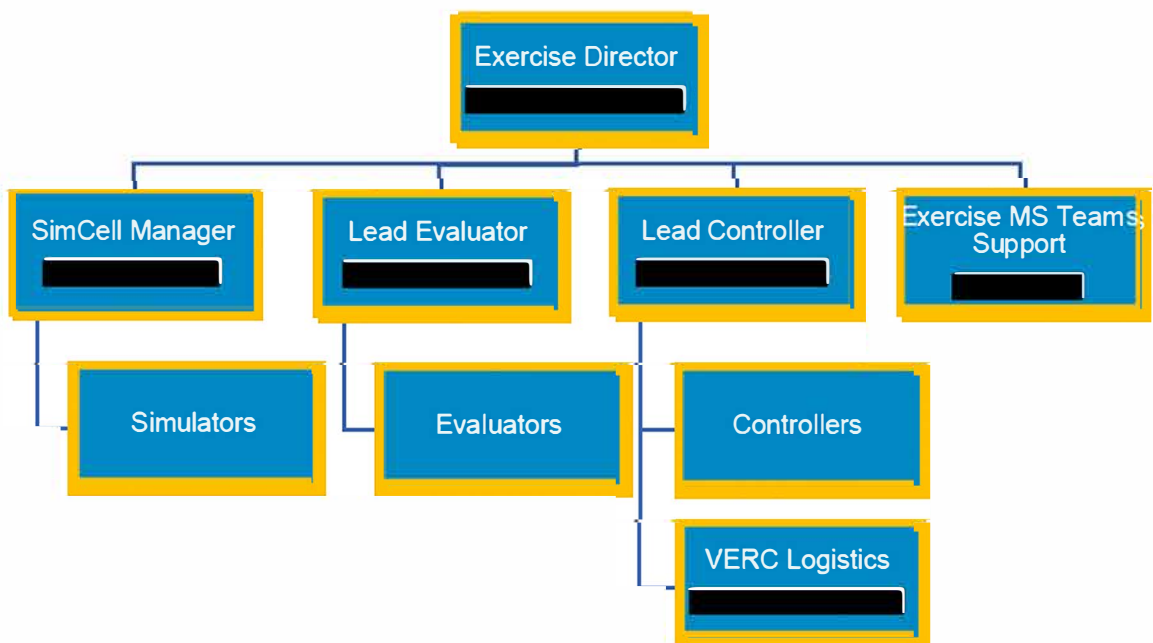 Exercise Director
SimCell Manager
Lead Evaluator
Lead Controller
Exercise MS Teams
Support
Simulators
Evaluators
Controllers
VERC Logistics